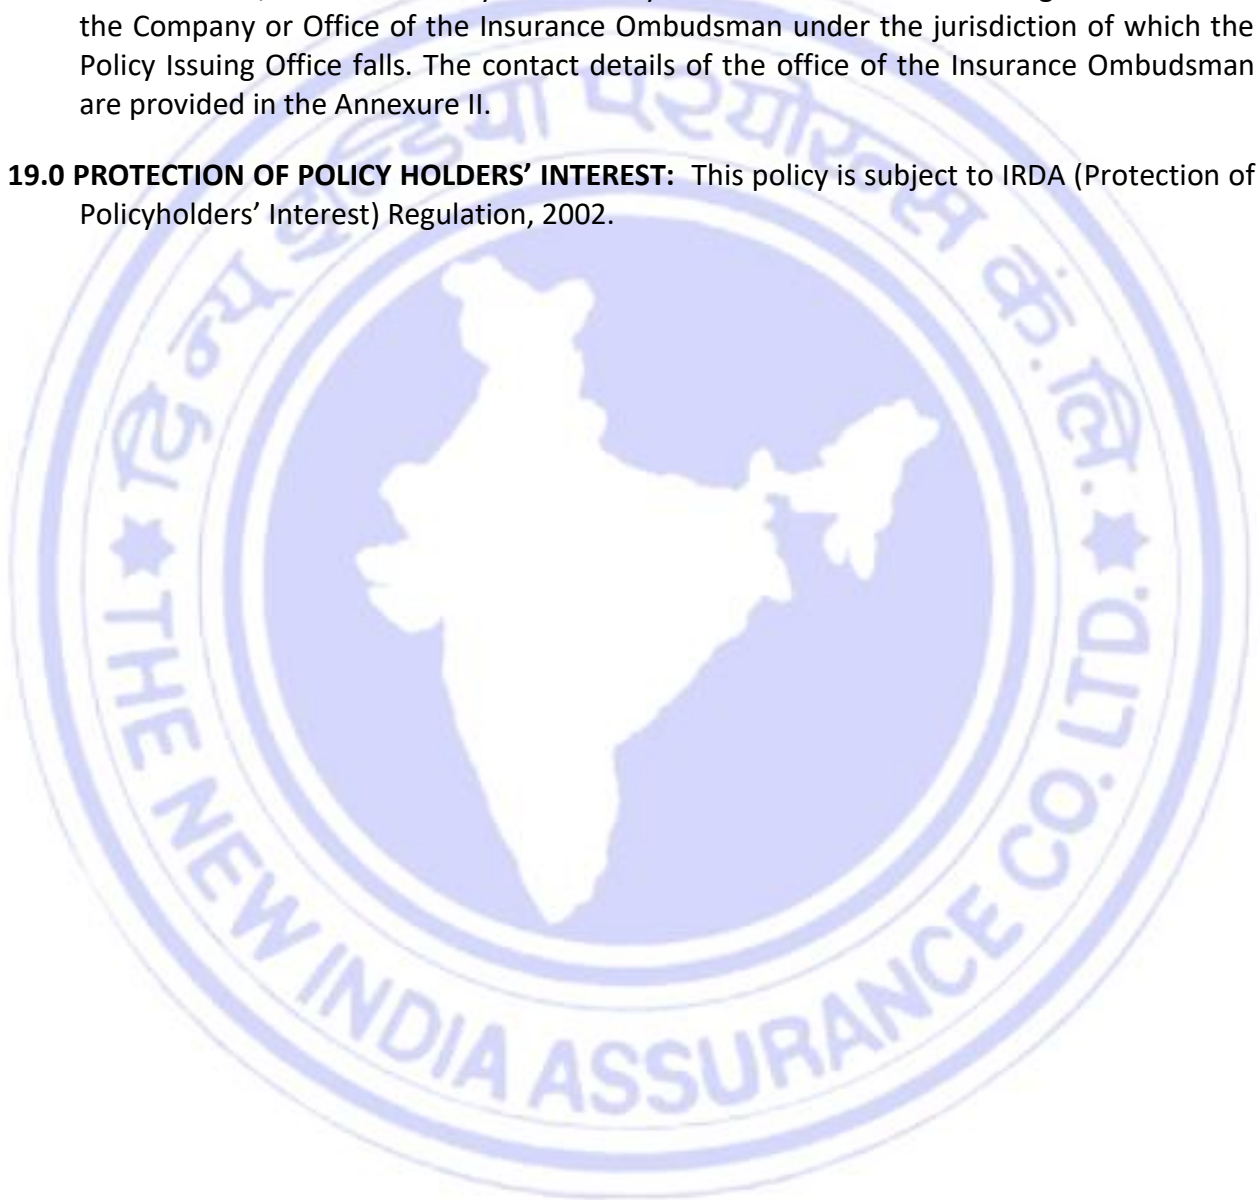 the Company or Office of the Insurance Ombudsman under the jurisdiction of which the
Policy Issuing Office falls. The contact details of the office of the Insurance Ombudsman
are provided in the Annexure II.
19.0 PROTECTION OF POLICY HOLDERS’ INTEREST: This policy is subject to IRDA (Protection of
Policyholders’ Interest) Regulation, 2002.
दि न्यू इन्डिया एश्योरन्स कं. लि.
THE NEW INDIA ASSURANCE CO. LTD.